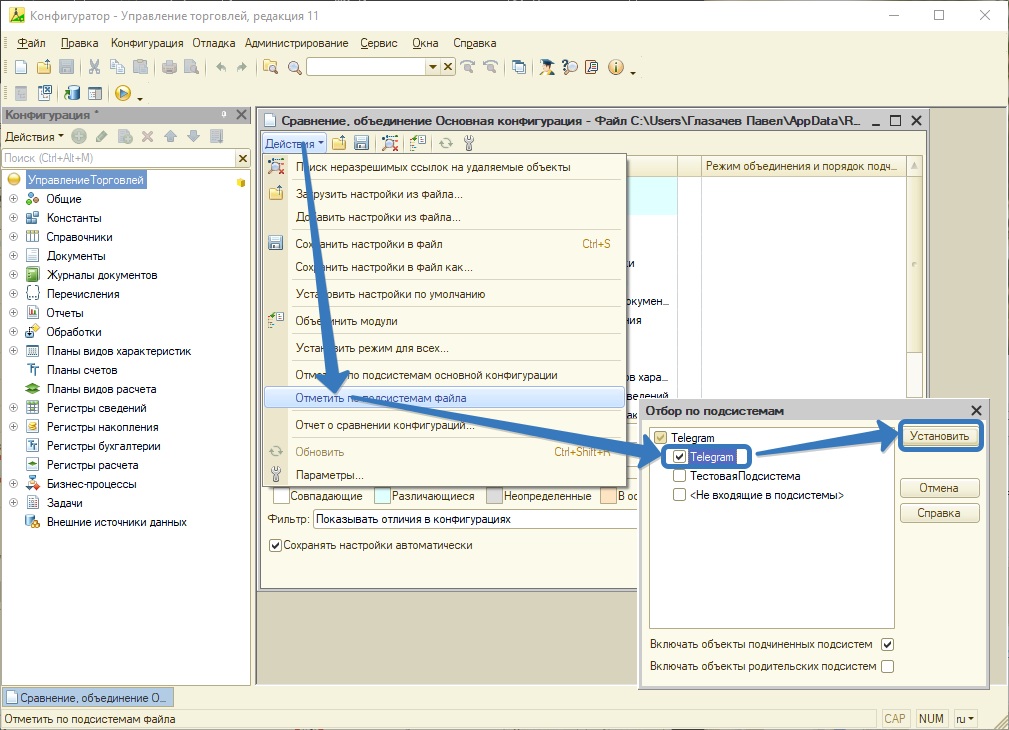 Конфигуратор - Управление торговлей, редакция 11
Файл Правка Конфигурация Отладка Администрирование Сервис Окна Справка
Конфигурация *
Действия
Поиск (Ctrl+Alt+M)
УправлениеТорговлей
Общие
Константы
Справочники
Документы
Журналы документов
Перечисления
Отчеты
Обработки
Планы видов характеристик
Планы счетов
Планы видов расчета
Регистры сведений
Регистры накопления
Регистры бухгалтерии
Регистры расчета
Бизнес-процессы
Задачи
Внешние источники данных
Сравнение, объединение Основная конфигурация - Файл C:\Users\Глазачев Павел\AppData\R...
Действия
Режим объединения и порядок подч...
Поиск неразрешимых ссылок на удаляемые объекты
Загрузить настройки из файла...
Добавить настройки из файла...
Сохранить настройки в файл Ctrl+S
Сохранить настройки в файл как...
Установить настройки по умолчанию
Объединить модули
Установить режим для всех...
Отметить по подсистемам основной конфигурации
Отметить по подсистемам файла
Отчет о сравнении конфигураций...
Обновить Ctrl+Shift+R
Параметры...
Совпадающие Различающиеся Неопределенные В ос
Фильтр: Показывать отличия в конфигурациях
Сохранять настройки автоматически
Отбор по подсистемам
Telegram
Telegram
ТестоваяПодсистема
<Не входящие в подсистемы>
Установить
Отмена
Справка
Включать объекты подчиненных подсистем
Включать объекты родительских подсистем
Сравнение, объединение О...
Отметить по подсистемам файла
CAP NUM ru